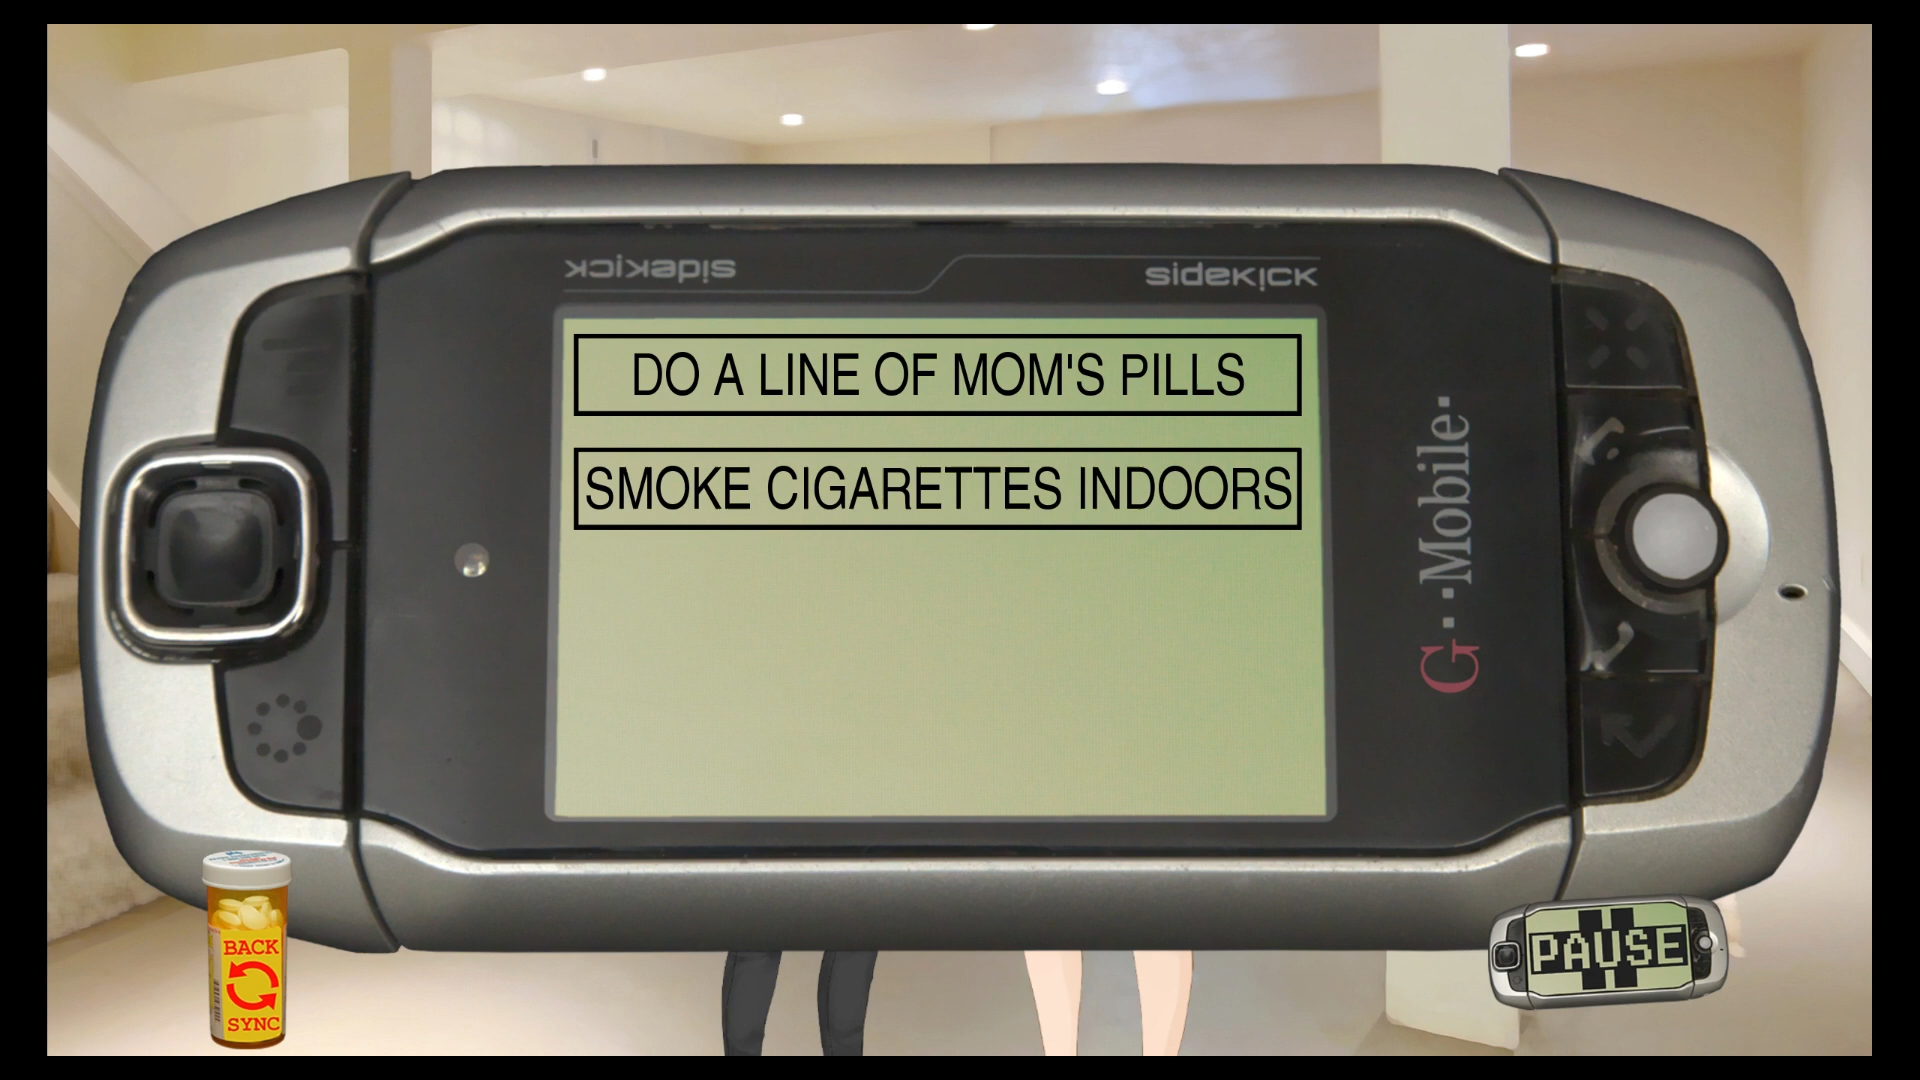 sidekick
sidekick
DO A LINE OF MOM'S PILLS
SMOKE CIGARETTES INDOORS
G··Mobile·
BACK
SYNC
PAUSE